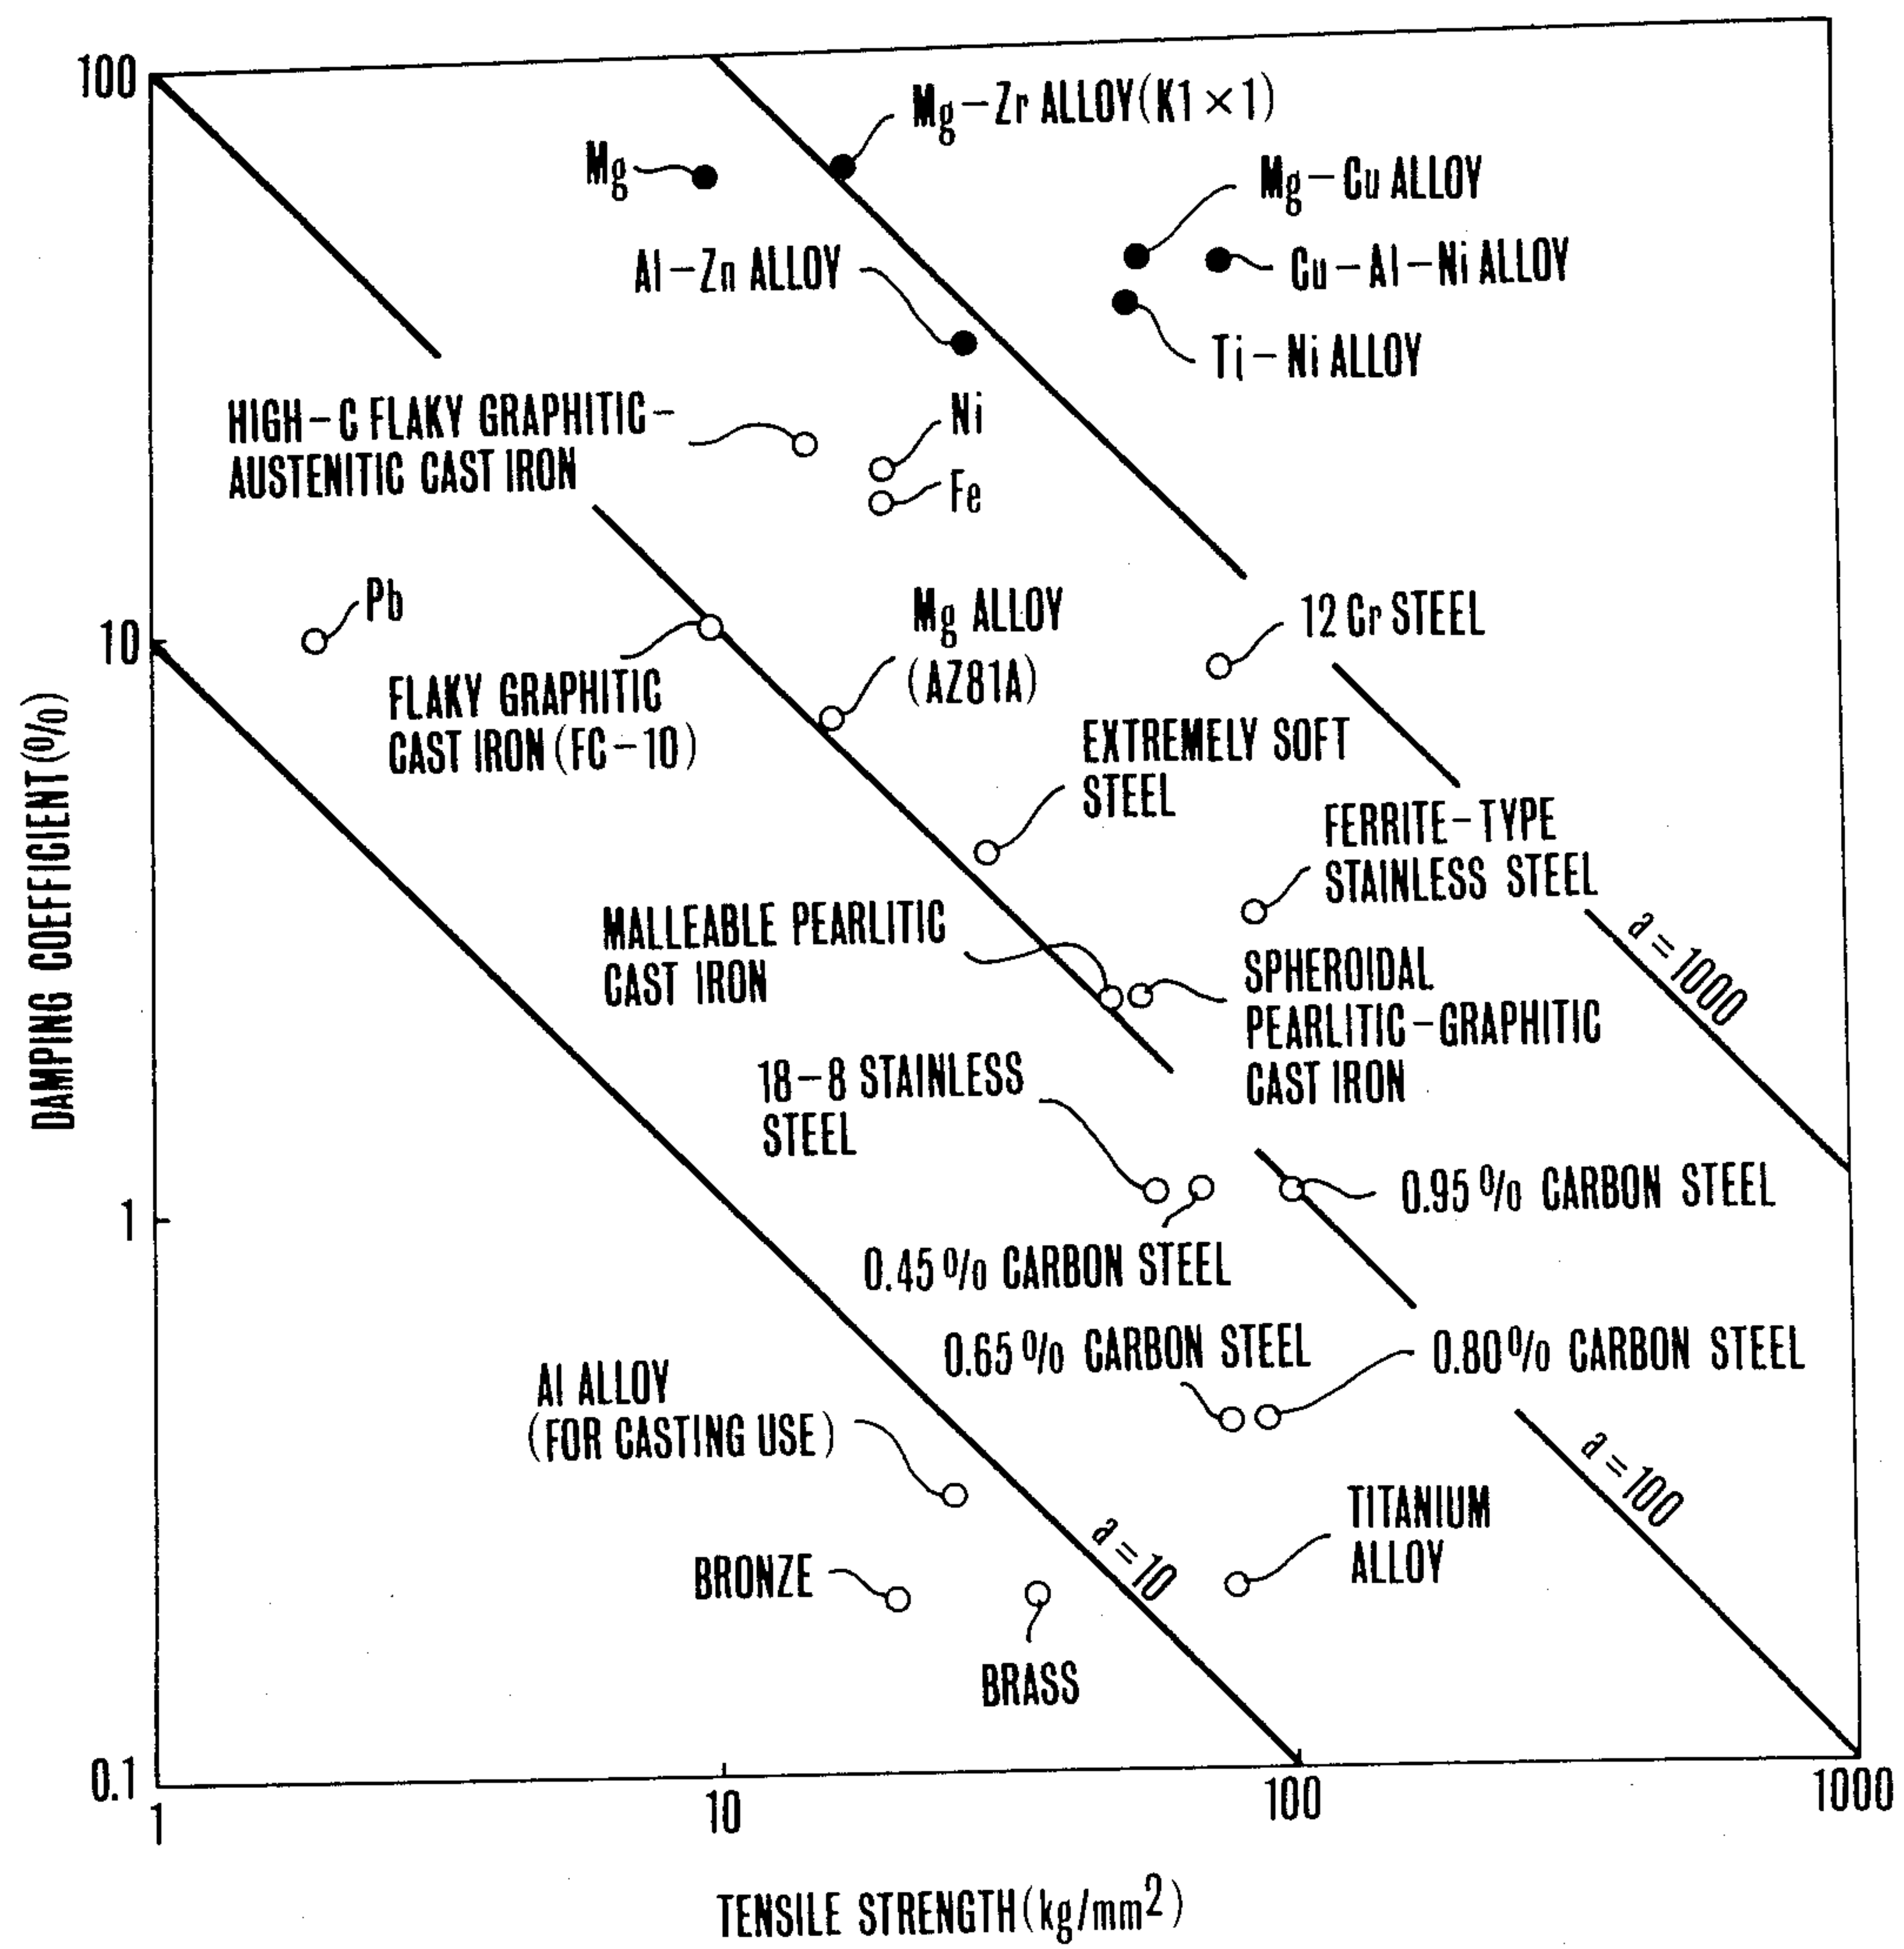 100
Mg-Zr ALLOY(K1×1)
Mg
Mg-Cu ALLOY
Al-Zn ALLOY
Cu-Al-Ni ALLOY
Ti-Ni ALLOY
HIGH-C FLAKY GRAPHITIC-
AUSTENITIC CAST IRON
Ni
Fe
Pb
10
Mg ALLOY
(AZ81A)
12 Cr STEEL
FLAKY GRAPHITIC
CAST IRON (FC-10)
EXTREMELY SOFT
STEEL
FERRITE-TYPE
STAINLESS STEEL
DAMPING COEFFICIENT(%)
MALLEABLE PEARLITIC
CAST IRON
a=1000
SPHEROIDAL
PEARLITIC-GRAPHITIC
CAST IRON
18-8 STAINLESS
STEEL
1
0.95% CARBON STEEL
0.45% CARBON STEEL
0.65% CARBON STEEL
0.80% CARBON STEEL
Al ALLOY
(FOR CASTING USE)
a=100
a=10
TITANIUM
ALLOY
BRONZE
BRASS
0.1
1
10
100
1000
TENSILE STRENGTH(kg/mm2)